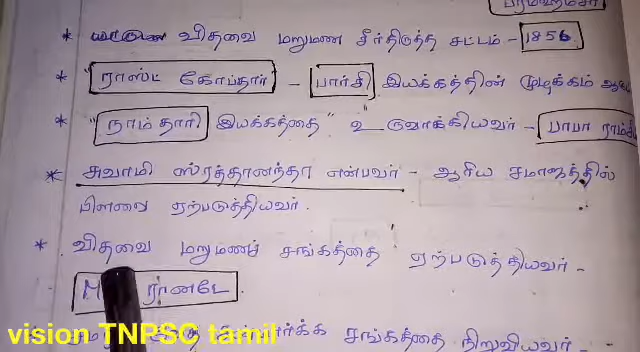 பரமஹம்சர்
* விதவை மறுமண சீர்திருத்த சட்டம் - 1856
* "ராஸ்ட் கோப்தார்" - பார்சி இயக்கத்தின் முழக்கம்
* "நாம்தாரி இயக்கத்தை" உருவாக்கியவர் - பாபா
* சுவாமி ஸ்ரத்தானந்தா என்பவர் - ஆரிய சமாஜத்தில்
பிளவை ஏற்படுத்தியவர்.
* விதவை மறுமணச் சங்கத்தை ஏற்படுத்தியவர் -
ரானடே
சங்கத்தை நிறுவியவர் -
vision TNPSC tamil